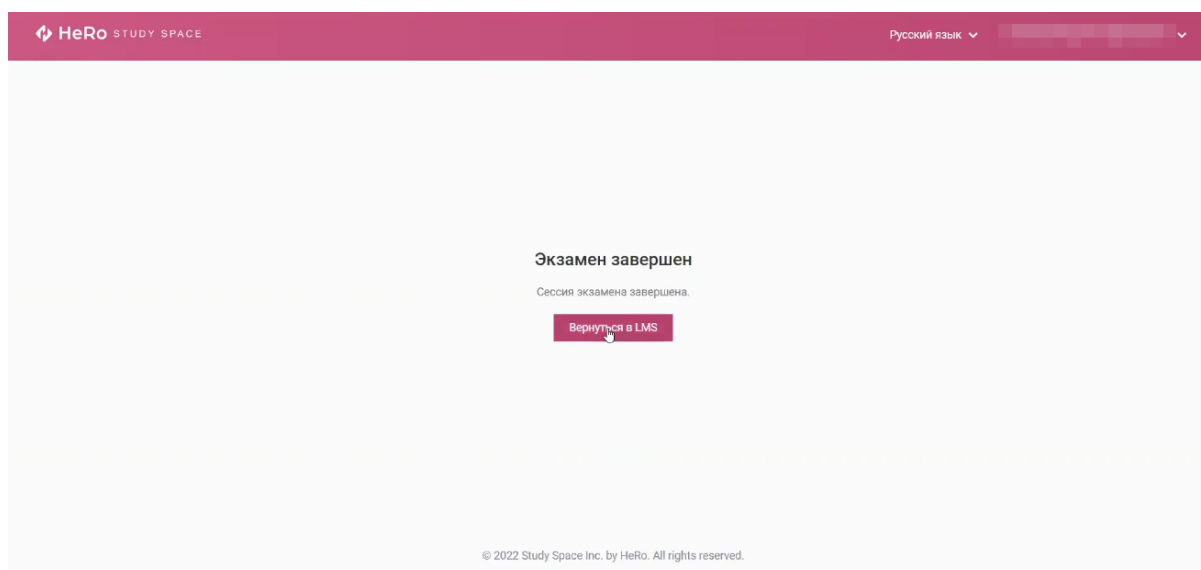 HeRo STUDY SPACE
Русский язык
Экзамен завершен
Сессия экзамена завершена.
Вернуться в LMS
© 2022 Study Space Inc. by HeRo. All rights reserved.